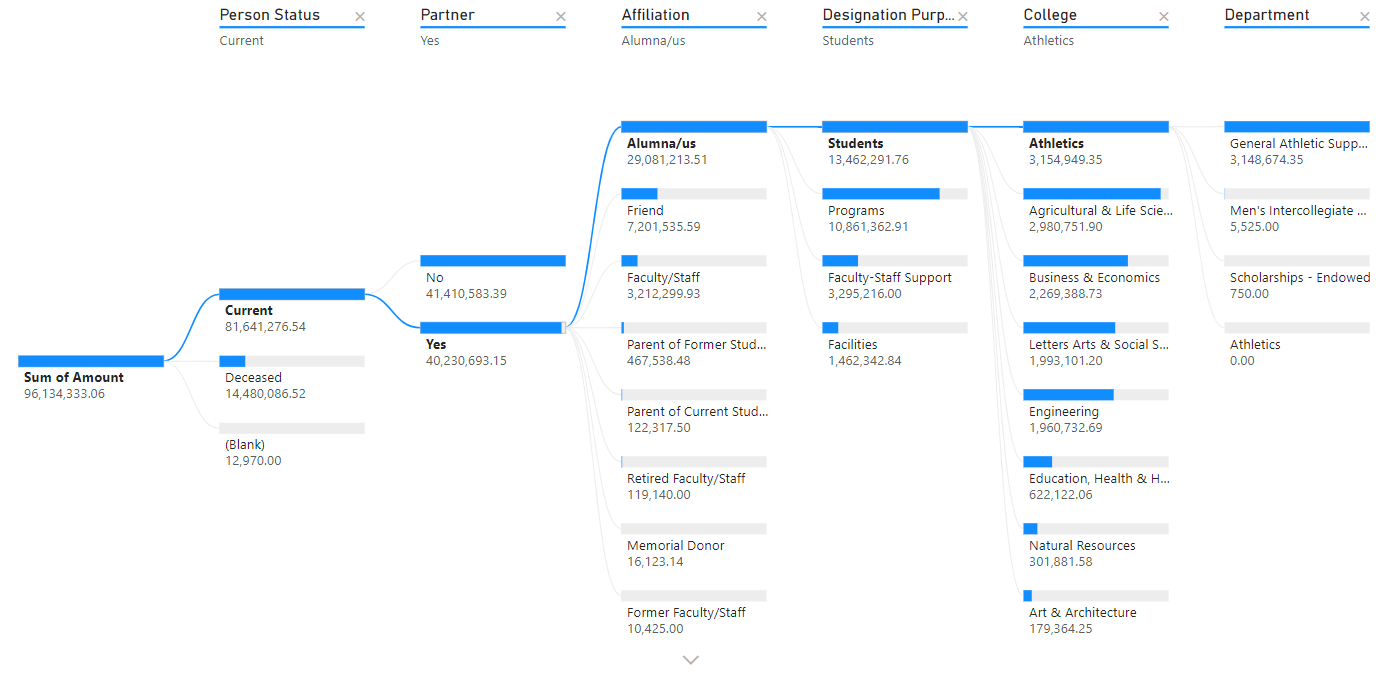 Person Status
Current
Partner
Yes
Affiliation
Alumna/us
Designation Purp...
Students
College
Athletics
Department
Sum of Amount
96,134,333.06
Current
81,641,276.54
Deceased
14,480,086.52
(Blank)
12,970.00
No
41,410,583.39
Yes
40,230,693.15
Alumna/us
29,081,213.51
Friend
7,201,535.59
Faculty/Staff
3,212,299.93
Parent of Former Stud...
467,538.48
Parent of Current Stud...
122,317.50
Retired Faculty/Staff
119,140.00
Memorial Donor
16,123.14
Former Faculty/Staff
10,425.00
Students
13,462,291.76
Programs
10,861,362.91
Faculty-Staff Support
3,295,216.00
Facilities
1,462,342.84
Athletics
3,154,949.35
Agricultural & Life Scie...
2,980,751.90
Business & Economics
2,269,388.73
Letters Arts & Social S...
1,993,101.20
Engineering
1,960,732.69
Education, Health & H...
622,122.06
Natural Resources
301,881.58
Art & Architecture
179,364.25
General Athletic Supp...
3,148,674.35
Men's Intercollegiate ...
5,525.00
Scholarships - Endowed
750.00
Athletics
0.00